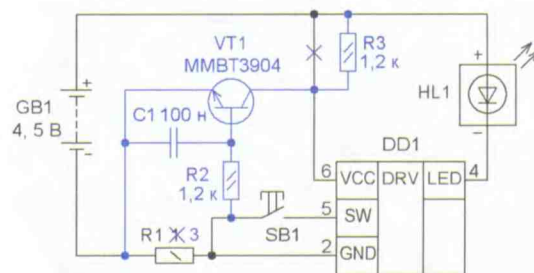 VT1
MMBT3904
R3
1,2 к
+
HL1
−
+
GB1
4, 5 В
−
C1 100 н
R2
1,2 к
DD1
6 VCC DRV LED 4
5 SW
SB1
2 GND
R1 3